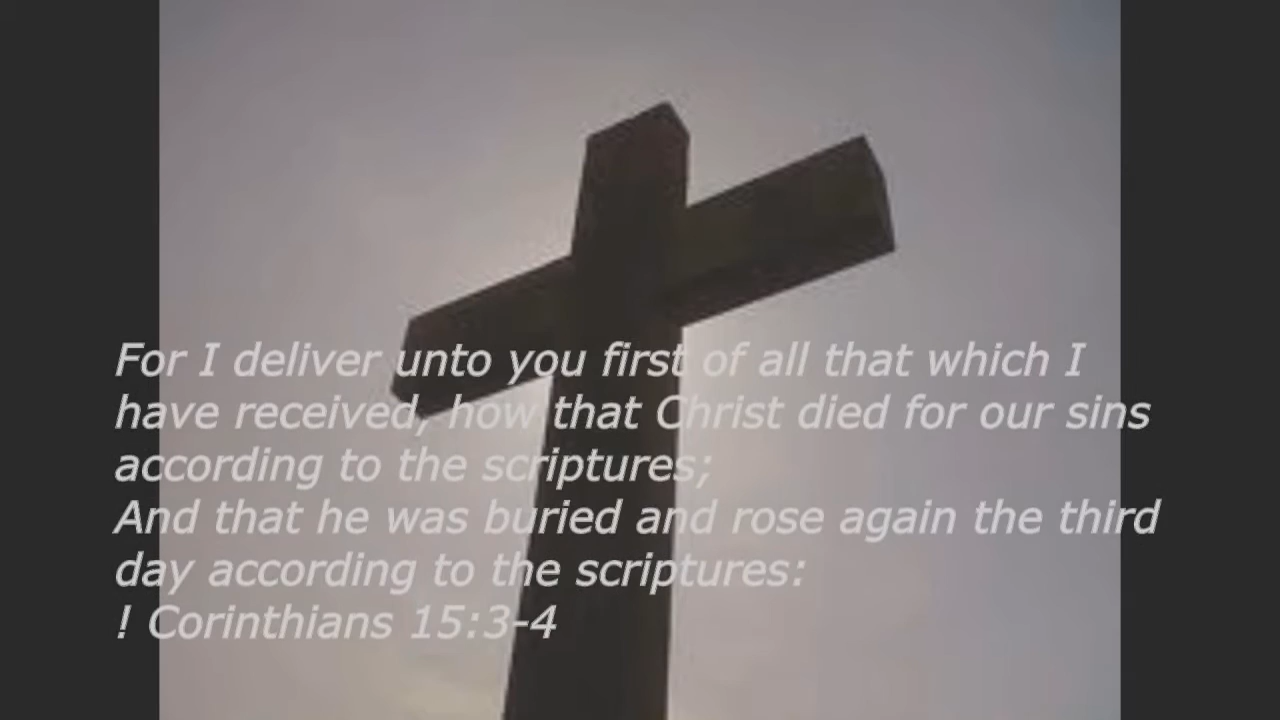 For I deliver unto you first of all that which I
have received, how that Christ died for our sins
according to the scriptures;
And that he was buried and rose again the third
day according to the scriptures:
! Corinthians 15:3-4